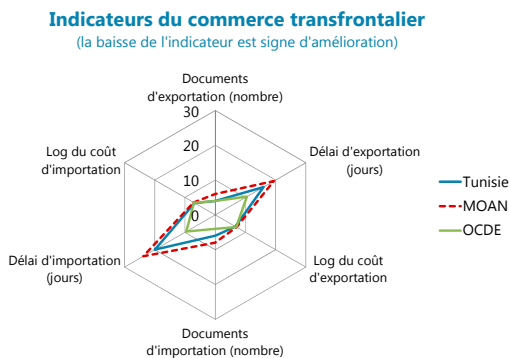 Indicateurs du commerce transfrontalier
(la baisse de l'indicateur est signe d'amélioration)
Documents
d'exportation (nombre)
30
20
10
0
Log du coût
d'importation
Délai d'exportation
(jours)
Tunisie
MOAN
OCDE
Délai d'importation
(jours)
Log du coût
d'exportation
Documents
d'importation (nombre)